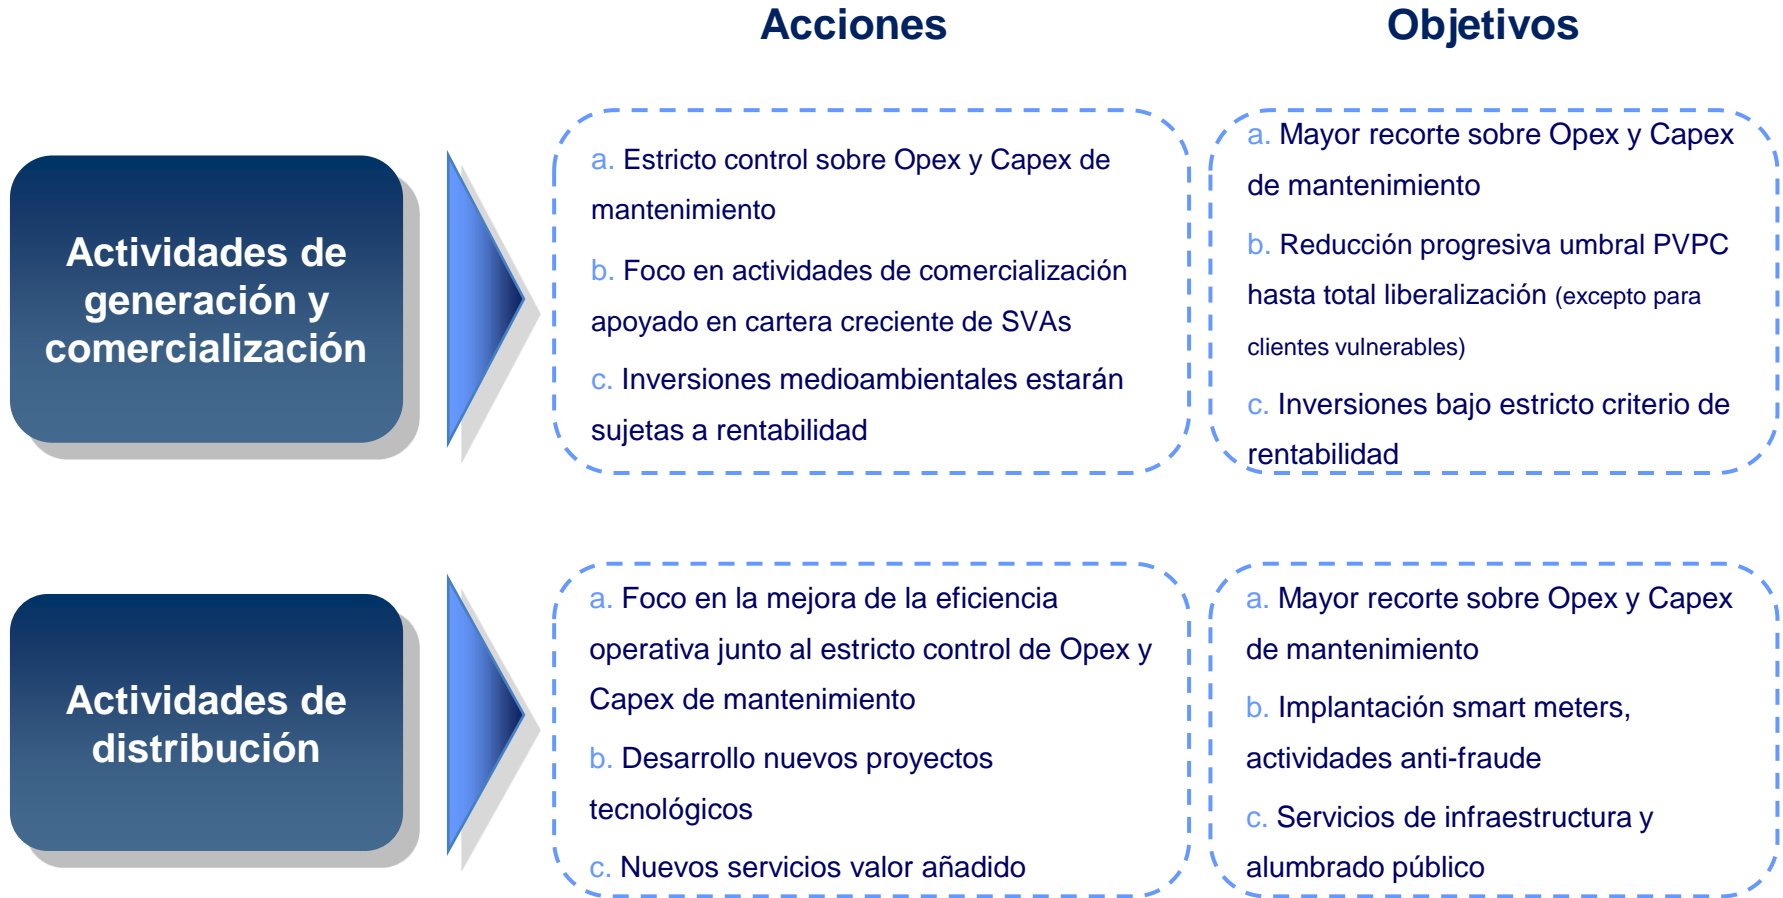 Acciones
Objetivos
Actividades de
generación y
comercialización
a. Estricto control sobre Opex y Capex de
mantenimiento
b. Foco en actividades de comercialización
apoyado en cartera creciente de SVAs
c. Inversiones medioambientales estarán
sujetas a rentabilidad
a. Mayor recorte sobre Opex y Capex
de mantenimiento
b. Reducción progresiva umbral PVPC
hasta total liberalización (excepto para
clientes vulnerables)
c. Inversiones bajo estricto criterio de
rentabilidad
Actividades de
distribución
a. Foco en la mejora de la eficiencia
operativa junto al estricto control de Opex y
Capex de mantenimiento
b. Desarrollo nuevos proyectos
tecnológicos
c. Nuevos servicios valor añadido
a. Mayor recorte sobre Opex y Capex
de mantenimiento
b. Implantación smart meters,
actividades anti-fraude
c. Servicios de infraestructura y
alumbrado público